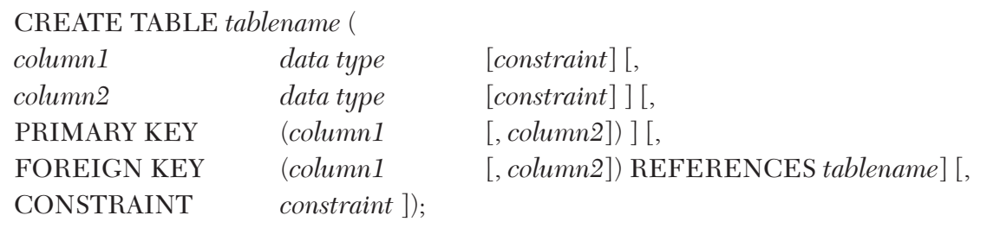 CREATE TABLE tablename (
column1 data type [constraint] [,
column2 data type [constraint] ] [,
PRIMARY KEY (column1 [, column2]) ] [,
FOREIGN KEY (column1 [, column2]) REFERENCES tablename] [,
CONSTRAINT constraint ]);